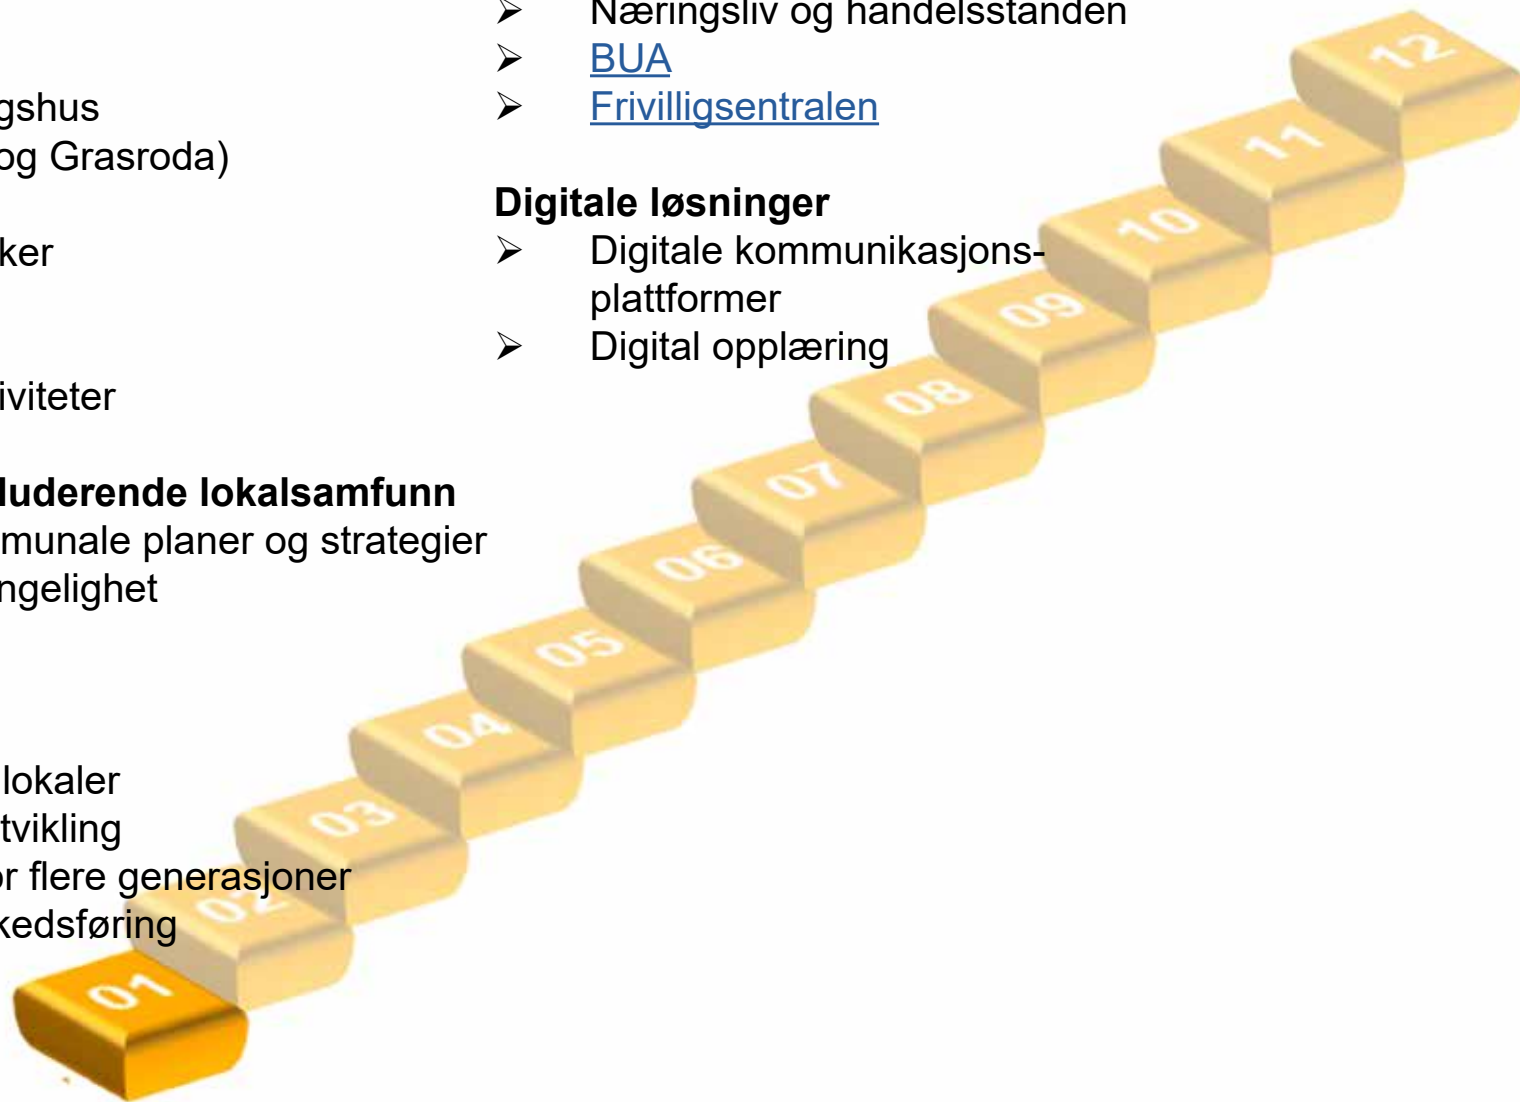 gshus
og Grasroda)
ker
iviteter
luderende lokalsamfunn
munale planer og strategier
ngelighet
lokaler
tvikling
or flere generasjoner
kedsføring
➤ Næringsliv og handelsstanden
➤ BUA
➤ Frivilligsentralen
Digitale løsninger
➤ Digitale kommunikasjons-
plattformer
➤ Digital opplæring
12
11
10
09
08
07
06
05
04
03
02
01